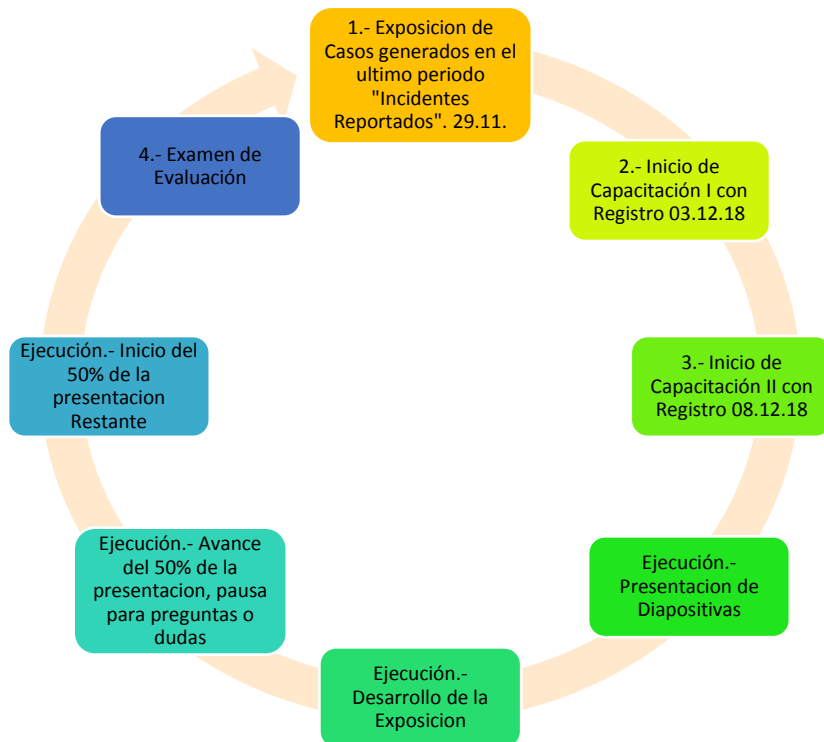 1.- Exposicion de
Casos generados en el
ultimo periodo
"Incidentes
Reportados". 29.11.
2.- Inicio de
Capacitación I con
Registro 03.12.18
3.- Inicio de
Capacitación II con
Registro 08.12.18
Ejecución.-
Presentacion de
Diapositivas
Ejecución.-
Desarrollo de la
Exposicion
Ejecución.- Avance
del 50% de la
presentacion, pausa
para preguntas o
dudas
Ejecución.- Inicio del
50% de la
presentacion
Restante
4.- Examen de
Evaluación